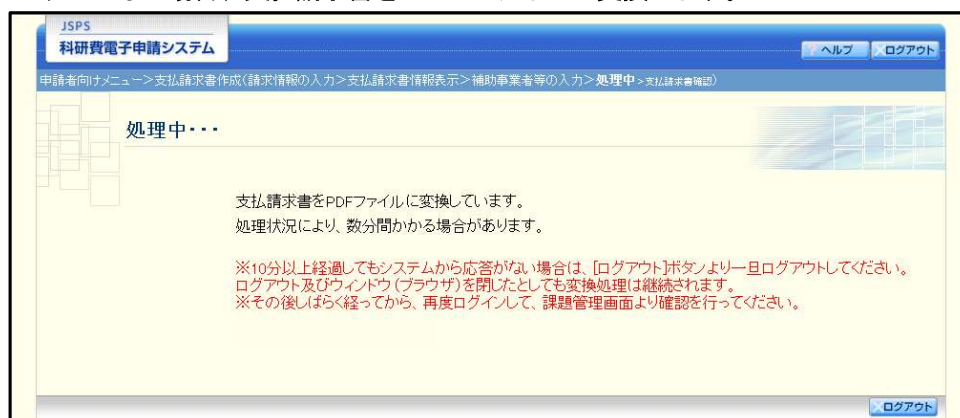 JSPS
科研費電子申請システム
ヘルプ
ログアウト
申請者向けメニュー>支払請求書作成(請求情報の入力>支払請求書情報表示>補助事業者等の入力>処理中>支払請求書確認)
処理中・・・
支払請求書をPDFファイルに変換しています。
処理状況により、数分間かかる場合があります。
※10分以上経過してもシステムから応答がない場合は、[ログアウト]ボタンより一旦ログアウトしてください。
ログアウト及びウィンドウ(ブラウザ)を閉じたとしても変換処理は継続されます。
※その後しばらく経ってから、再度ログインして、課題管理画面より確認を行ってください。
ログアウト